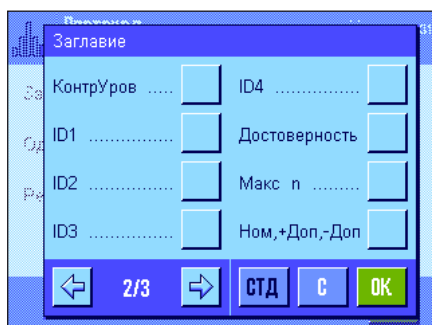 Заглавие
КонтрУров .....
ID1 ...............
ID2 ...............
ID3 ...............
ID4 ...............
Достоверность
Макс n .........
Ном,+Доп,-Доп
2/3
СТД
C
OK